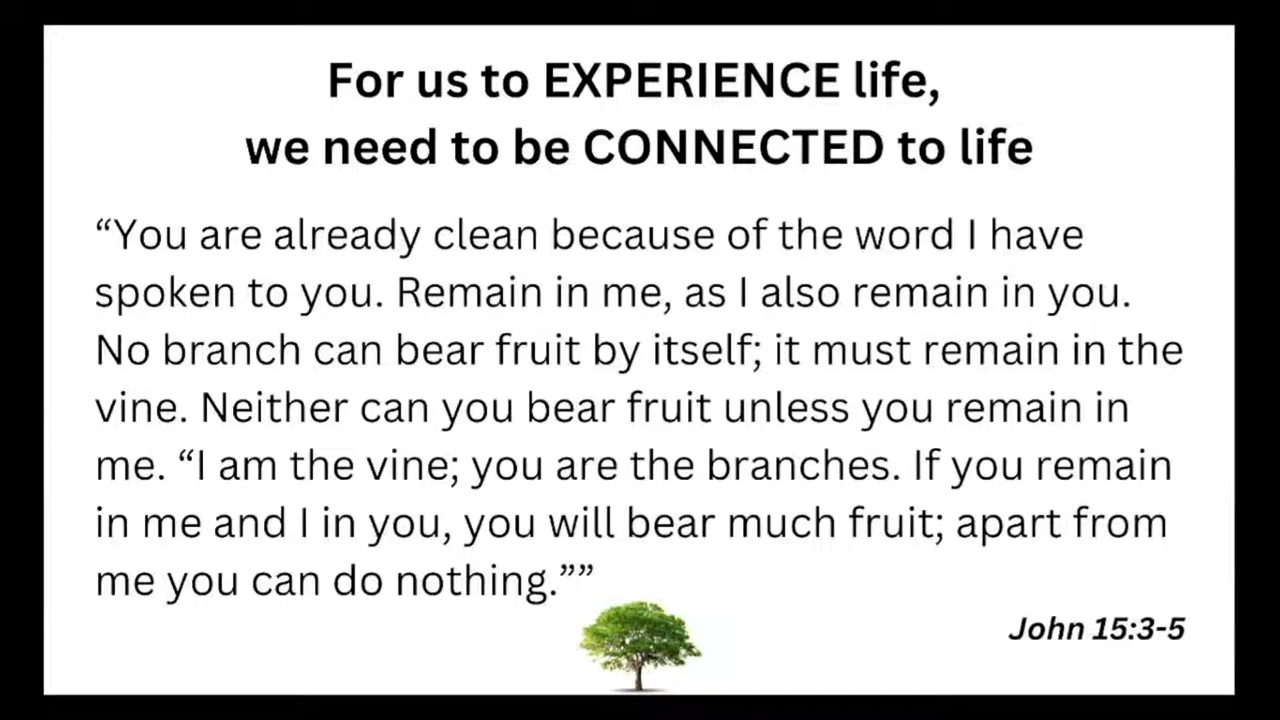 For us to EXPERIENCE life,
we need to be CONNECTED to life
“You are already clean because of the word I have
spoken to you. Remain in me, as I also remain in you.
No branch can bear fruit by itself; it must remain in the
vine. Neither can you bear fruit unless you remain in
me. “I am the vine; you are the branches. If you remain
in me and I in you, you will bear much fruit; apart from
me you can do nothing.””
John 15:3-5